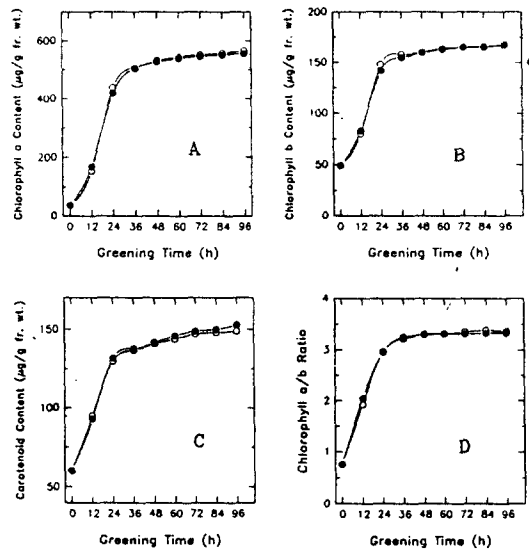 Chlorophyll a Content (µg/g fr. wt.)
600
400
200
0
A
0 12 24 36 48 60 72 84 96
Greening Time (h)
Chlorophyll b Content (µg/g fr. wt.)
200
150
100
50
0
B
0 12 24 36 48 60 72 84 96
Greening Time (h)
Carotenoid Content (µg/g fr. wt.)
150
100
50
C
0 12 24 36 48 60 72 84 96
Greening Time (h)
Chlorophyll a/b Ratio
4
3
2
1
0
D
0 12 24 36 48 60 72 84 96
Greening Time (h)